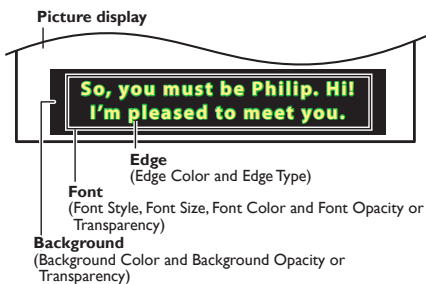 Picture display
So, you must be Philip. Hi!
I'm pleased to meet you.
Edge
(Edge Color and Edge Type)
Font
(Font Style, Font Size, Font Color and Font Opacity or
Transparency)
Background
(Background Color and Background Opacity or
Transparency)